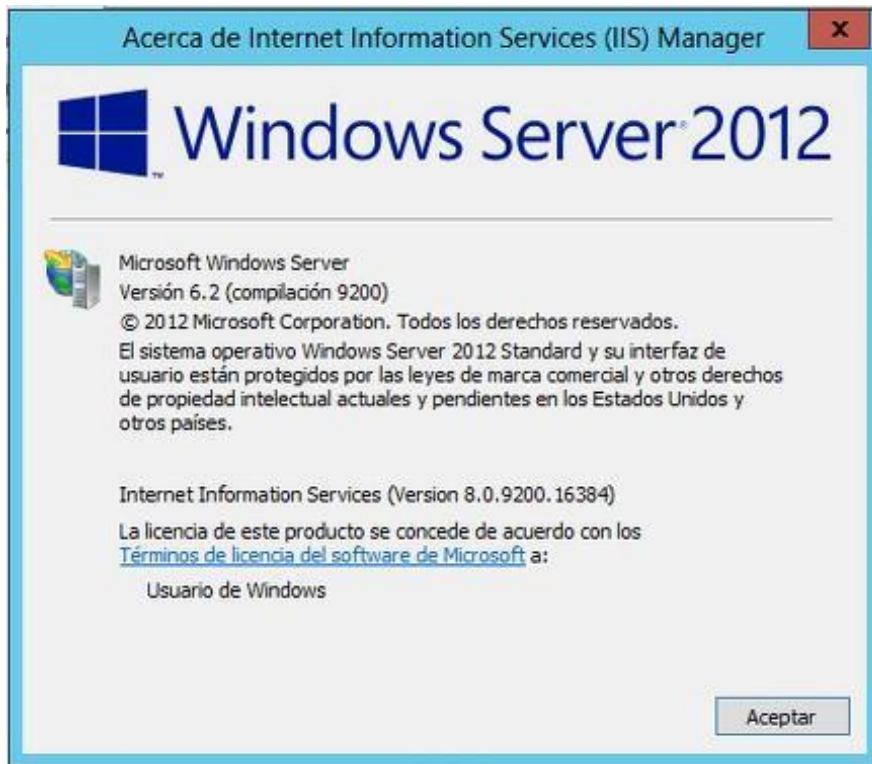 Acerca de Internet Information Services (IIS) Manager
x
Windows Server® 2012
TM
Microsoft Windows Server
Versión 6.2 (compilación 9200)
© 2012 Microsoft Corporation. Todos los derechos reservados.
El sistema operativo Windows Server 2012 Standard y su interfaz de
usuario están protegidos por las leyes de marca comercial y otros derechos
de propiedad intelectual actuales y pendientes en los Estados Unidos y
otros países.
Internet Information Services (Version 8.0.9200.16384)
La licencia de este producto se concede de acuerdo con los
Términos de licencia del software de Microsoft a:
Usuario de Windows
Aceptar